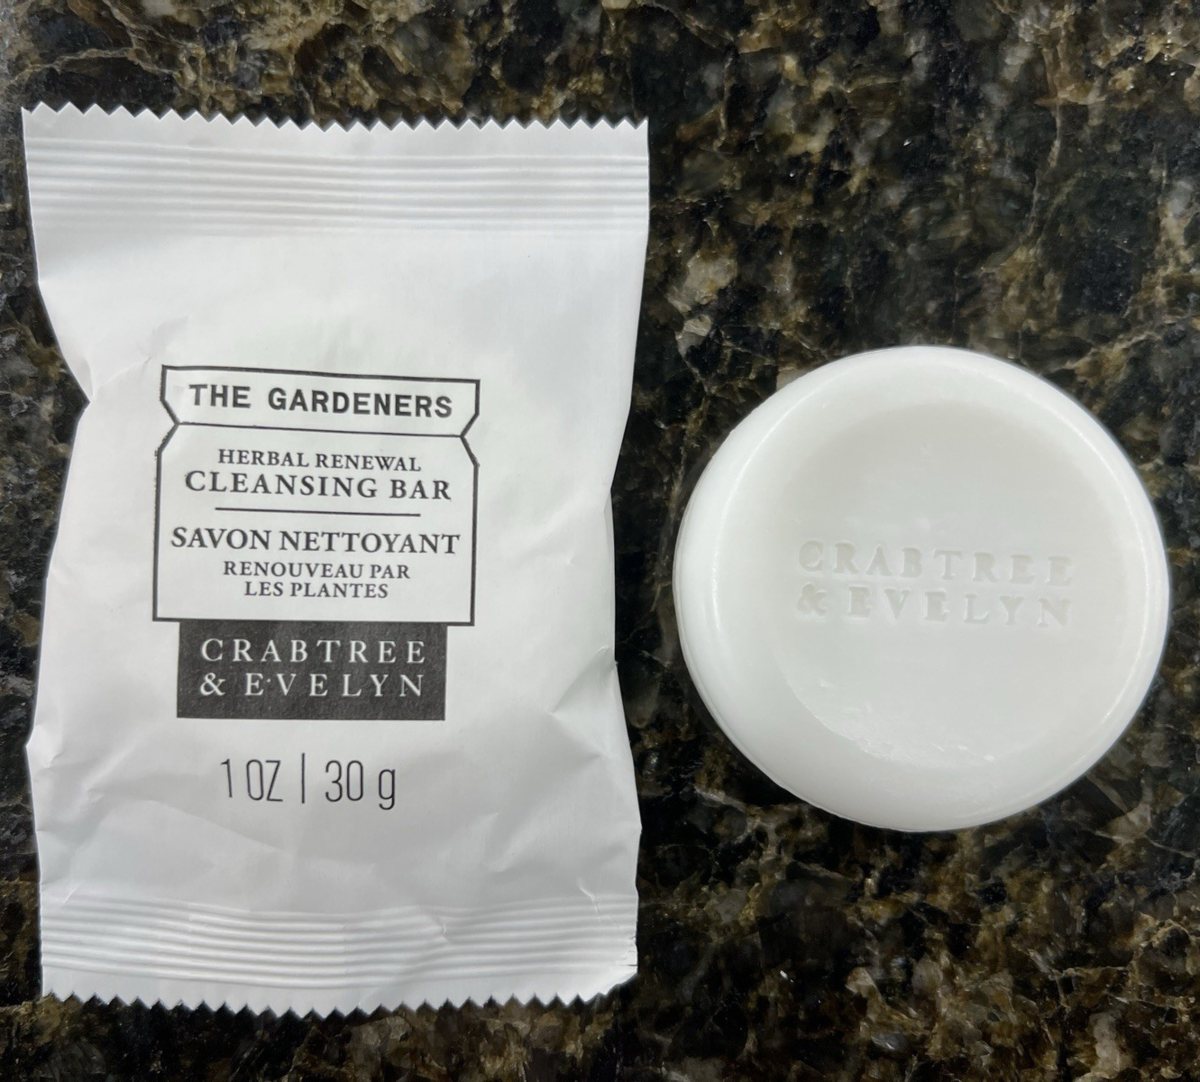 THE GARDENERS
HERBAL RENEWAL
CLEANSING BAR
SAVON NETTOYANT
RENOUVEAU PAR
LES PLANTES
CRABTREE
& EVELYN
1 OZ | 30 g
CRABTREE
& EVELYN